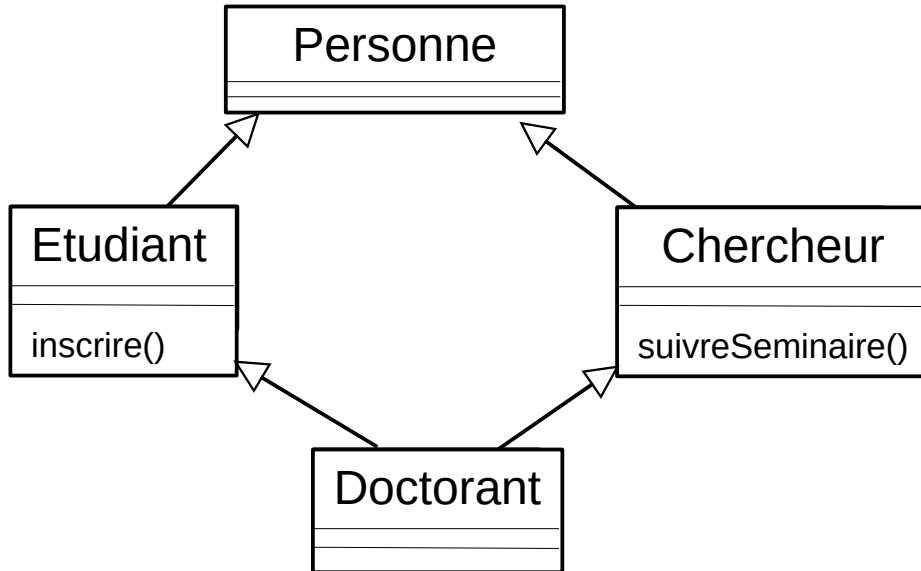 Personne
Etudiant
inscrire()
Chercheur
suivreSeminaire()
Doctorant